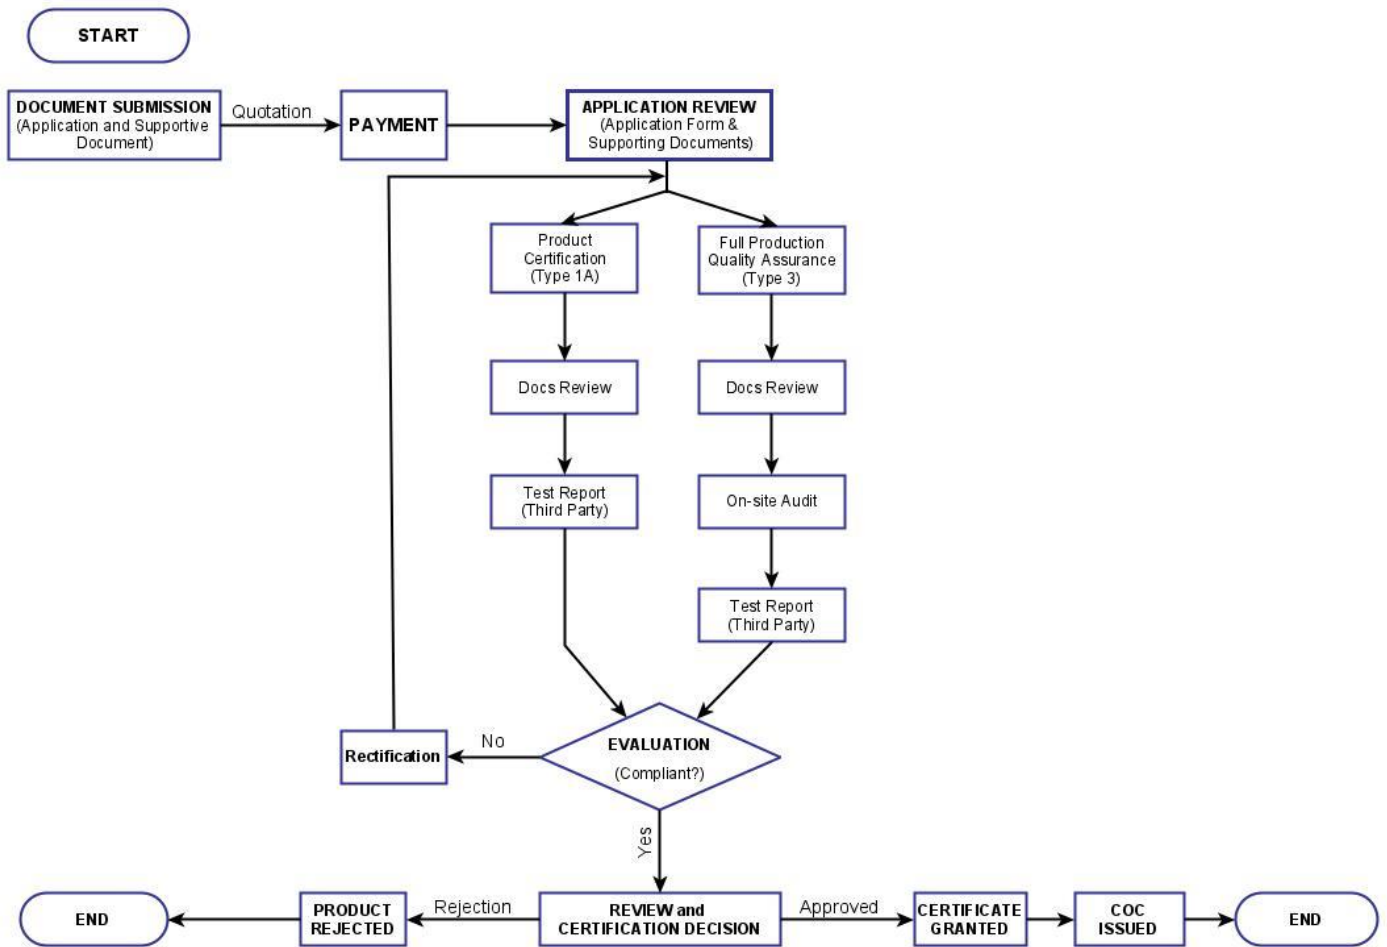 START
DOCUMENT SUBMISSION
(Application and Supportive
Document)
Quotation
PAYMENT
APPLICATION REVIEW
(Application Form &
Supporting Documents)
Product
Certification
(Type 1A)
Full Production
Quality Assurance
(Type 3)
Docs Review
Docs Review
Test Report
(Third Party)
On-site Audit
Test Report
(Third Party)
EVALUATION
(Compliant?)
No
Rectification
Yes
END
PRODUCT
REJECTED
Rejection
REVIEW and
CERTIFICATION DECISION
Approved
CERTIFICATE
GRANTED
COC
ISSUED
END